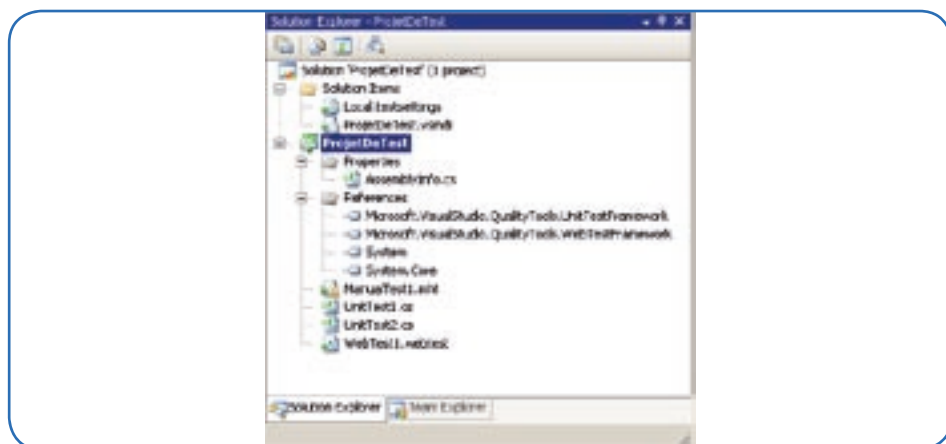 Solution Explorer - ProjetDeTest
Solution 'ProjetDeTest' (1 project)
Solution Items
Local.testsettings
ProjetDeTest.vsmdi
ProjetDeTest
Properties
AssemblyInfo.cs
References
Microsoft.VisualStudio.QualityTools.UnitTestFramework
Microsoft.VisualStudio.QualityTools.WebTestFramework
System
System.Core
ManualTest1.mht
UnitTest1.cs
UnitTest2.cs
WebTest1.webtest
Solution Explorer
Team Explorer